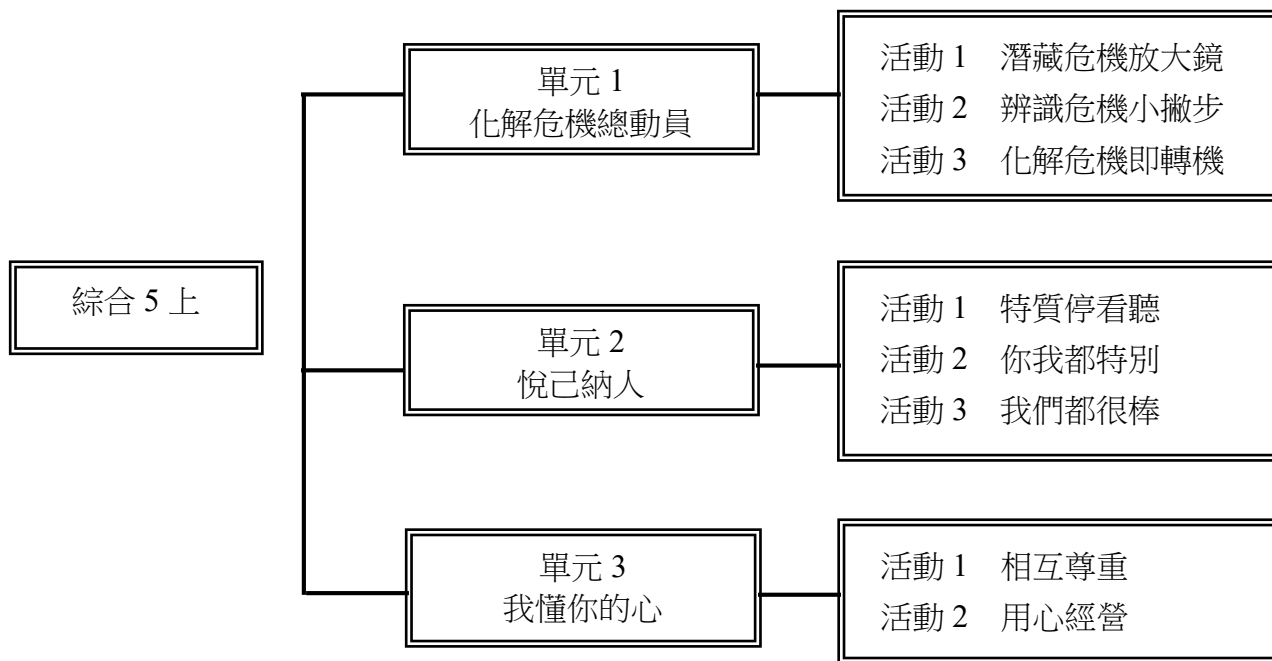 綜合 5 上
單元 1
化解危機總動員
活動 1 潛藏危機放大鏡
活動 2 辨識危機小撇步
活動 3 化解危機即轉機
單元 2
悅己納人
活動 1 特質停看聽
活動 2 你我都特別
活動 3 我們都很棒
單元 3
我懂你的心
活動 1 相互尊重
活動 2 用心經營